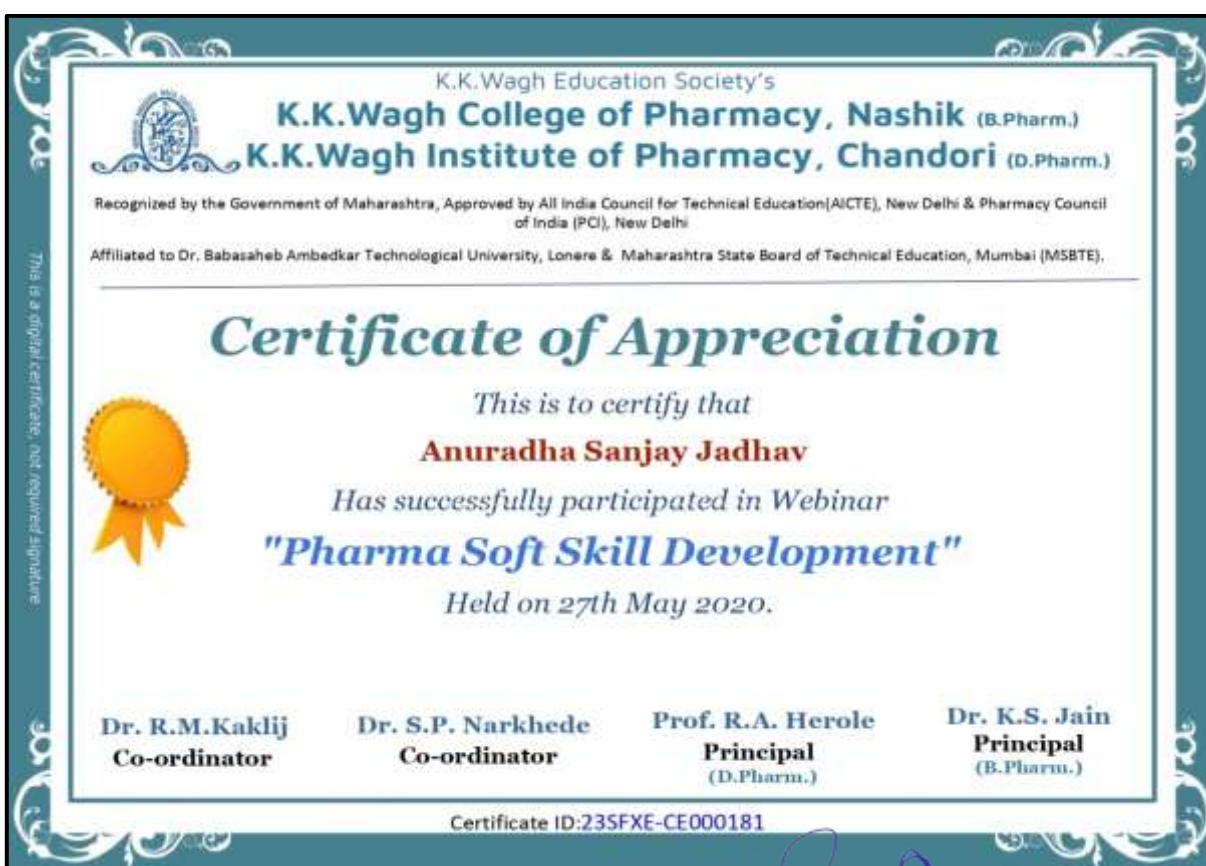 K.K.Wagh Education Society's
K.K.Wagh College of Pharmacy, Nashik (B.Pharm.)
K.K.Wagh Institute of Pharmacy, Chandori (D.Pharm.)
Recognized by the Government of Maharashtra, Approved by All India Council for Technical Education(AICTE), New Delhi & Pharmacy Council
of India (PCI), New Delhi
Affiliated to Dr. Babasaheb Ambedkar Technological University, Lonere & Maharashtra State Board of Technical Education, Mumbai (MSBTE).
This is a digital certificate, not required signature
Certificate of Appreciation
This is to certify that
Anuradha Sanjay Jadhav
Has successfully participated in Webinar
"Pharma Soft Skill Development"
Held on 27th May 2020.
Dr. R.M.Kaklij
Co-ordinator
Dr. S.P. Narkhede
Co-ordinator
Prof. R.A. Herole
Principal
(D.Pharm.)
Dr. K.S. Jain
Principal
(B.Pharm.)
Certificate ID:23SFXE-CE000181